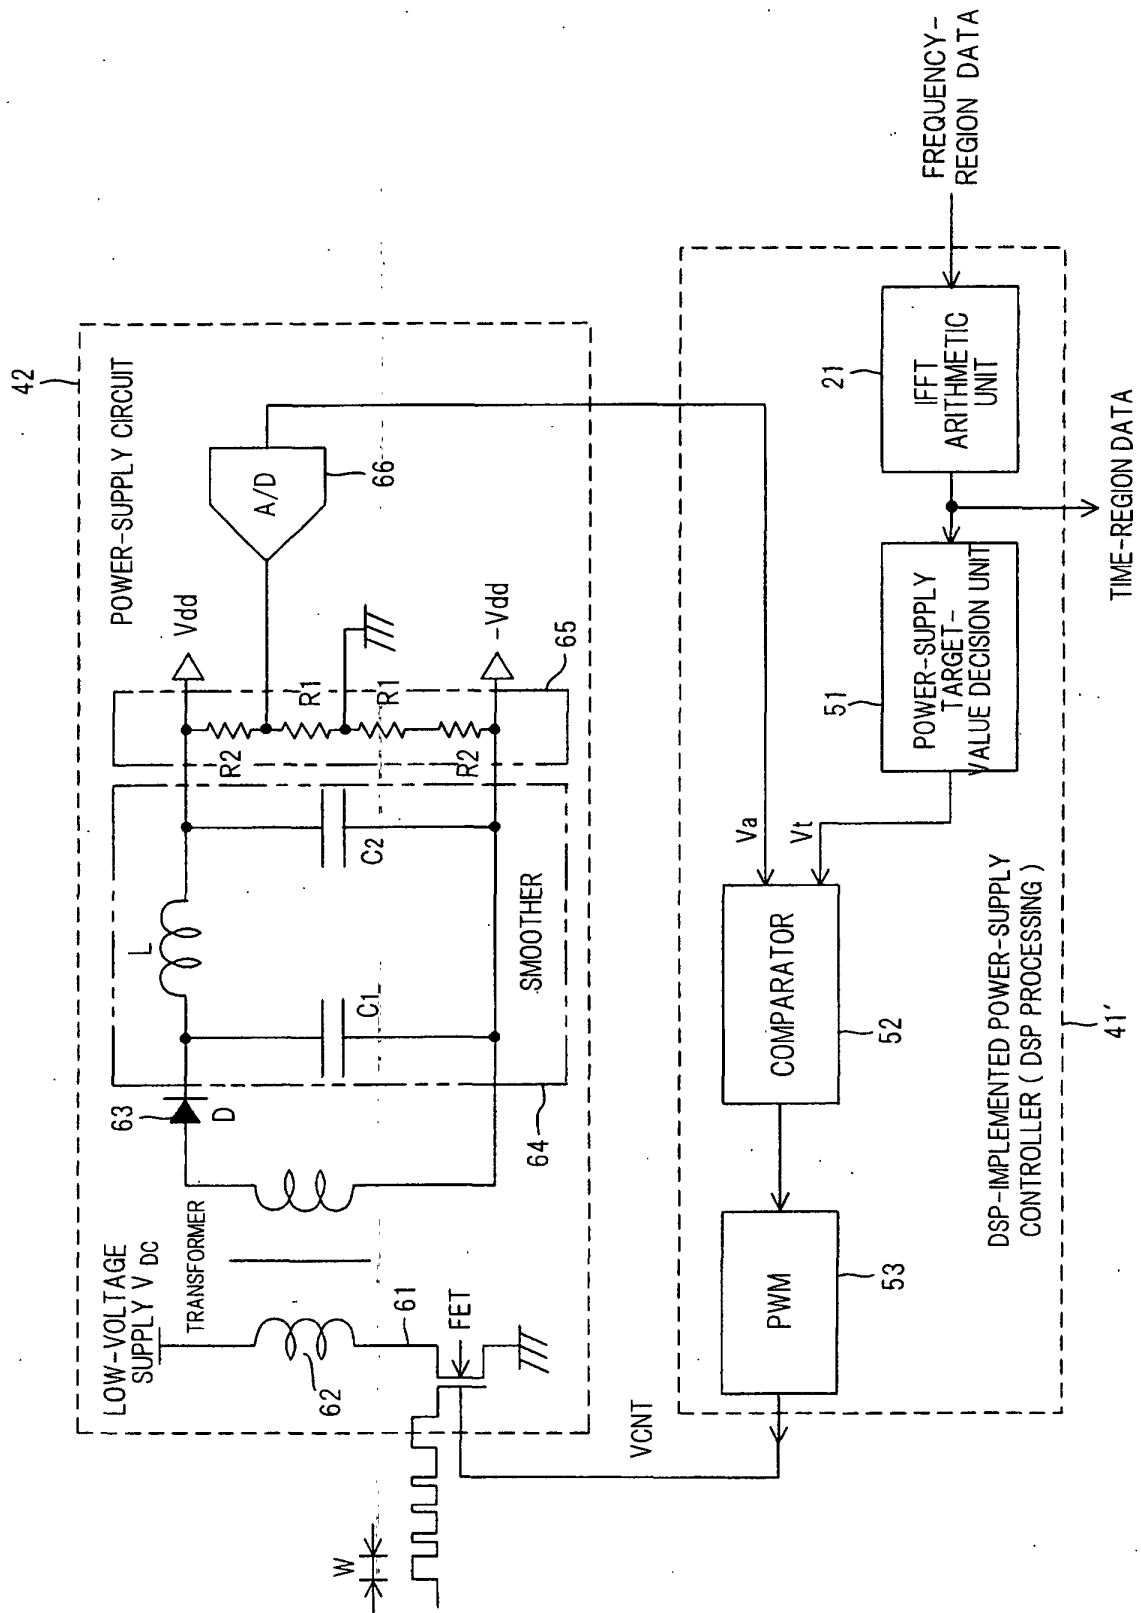 42
POWER-SUPPLY CIRCUIT
LOW-VOLTAGE
SUPPLY V DC
TRANSFORMER
62
61
FET
W
VCNT
63
D
64
L
C1
C2
SMOOTHER
R2
R1
R1
R2
65
Vdd
-Vdd
A/D
66
Va
Vt
PWM
53
COMPARATOR
52
POWER-SUPPLY
TARGET-
VALUE DECISION UNIT
51
IFFT
ARITHMETIC
UNIT
21
FREQUENCY-
REGION DATA
TIME-REGION DATA
DSP-IMPLEMENTED POWER-SUPPLY
CONTROLLER ( DSP PROCESSING )
41'